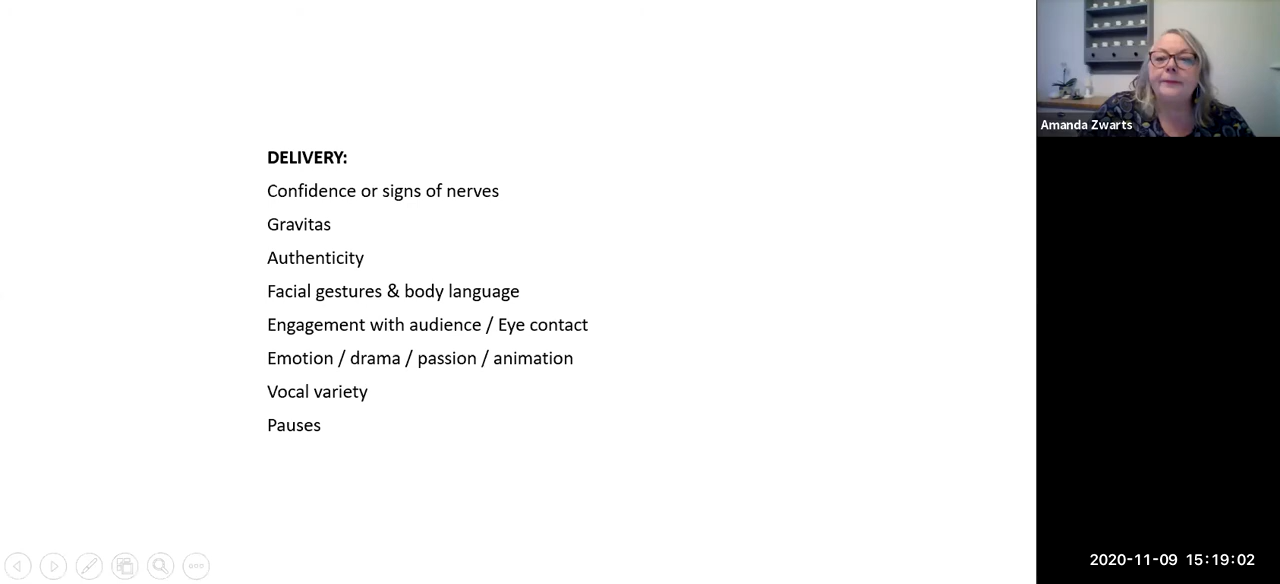 DELIVERY:
Confidence or signs of nerves
Gravitas
Authenticity
Facial gestures & body language
Engagement with audience / Eye contact
Emotion / drama / passion / animation
Vocal variety
Pauses
Amanda Zwarts
2020-11-09 15:19:02